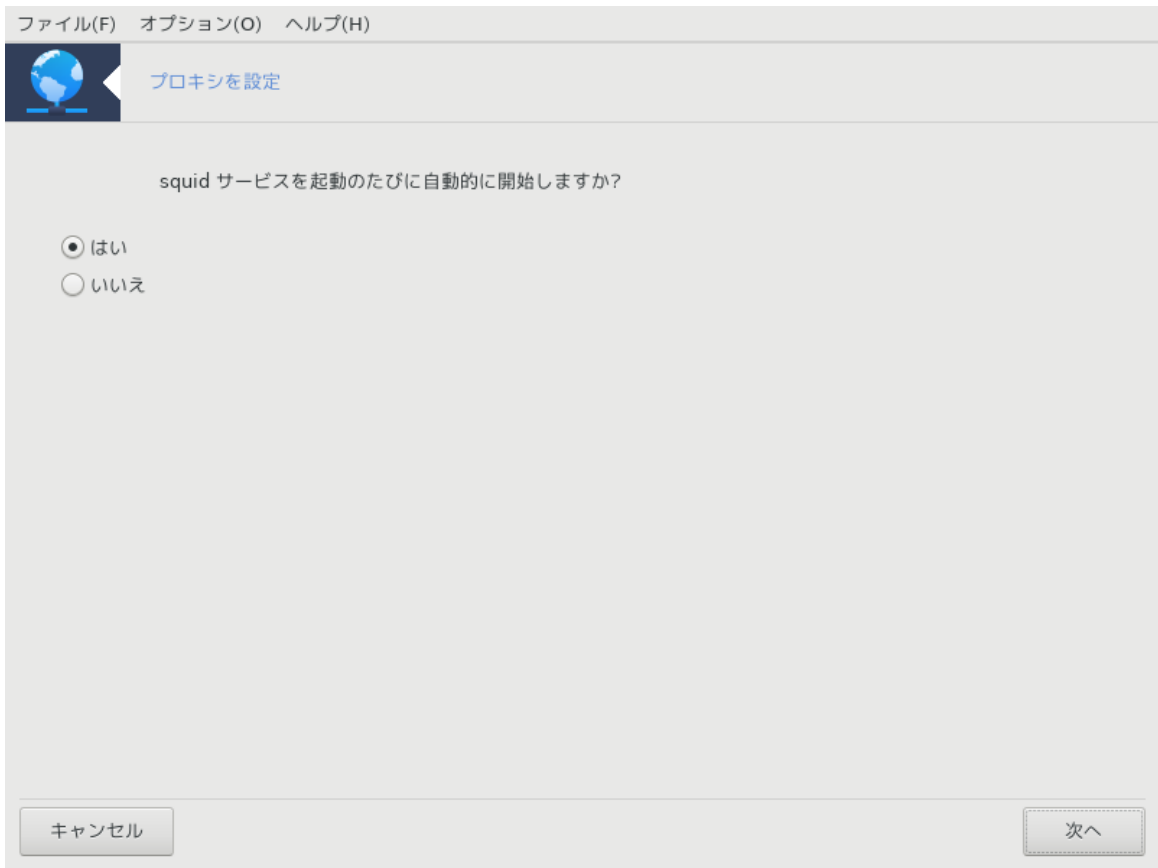 ファイル(F) オプション(O) ヘルプ(H)
プロキシを設定
squid サービスを起動のたびに自動的に開始しますか?
はい
いいえ
キャンセル 次へ